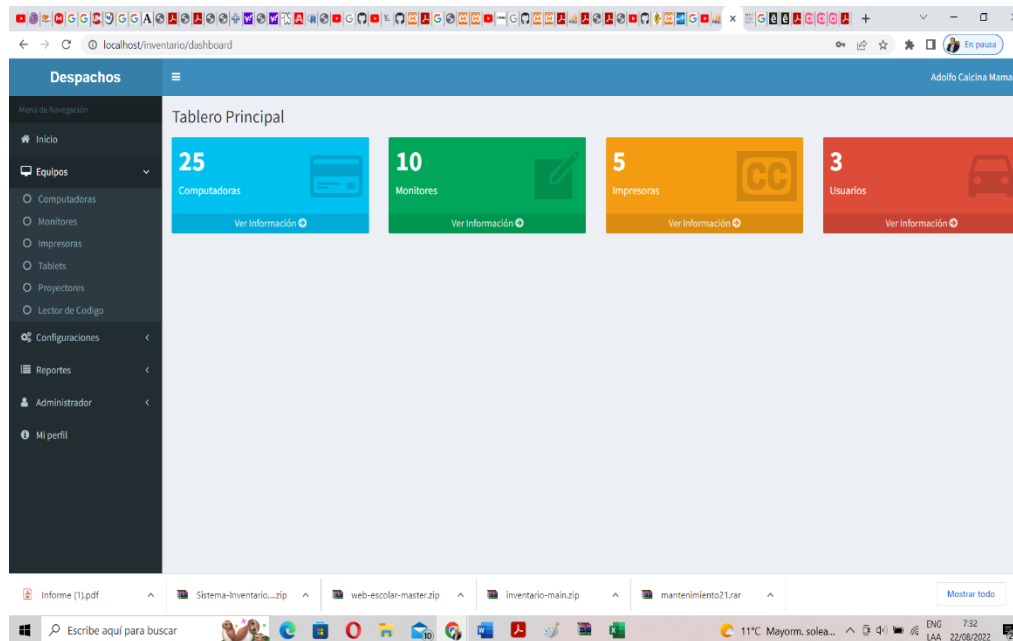 localhost/inventario/dashboard
En pausa
Despachos
Adolfo Calcina Mama
Menú de Navegación
Tablero Principal
Inicio
Equipos
Computadoras
Monitores
Impresoras
Tablets
Proyectores
Lector de Codigo
Configuraciones
Reportes
Administrador
Mi perfil
25
Computadoras
Ver Información
10
Monitores
Ver Información
5
CC
Impresoras
Ver Información
3
Usuarios
Ver Información
Informe (1).pdf
Sistema-Inventario....zip
web-escolar-master.zip
inventario-main.zip
mantenimiento21.rar
Mostrar todo
Escribe aquí para buscar
10
11°C Mayorm. solea...
ENG
LAA
7:32
22/08/2022